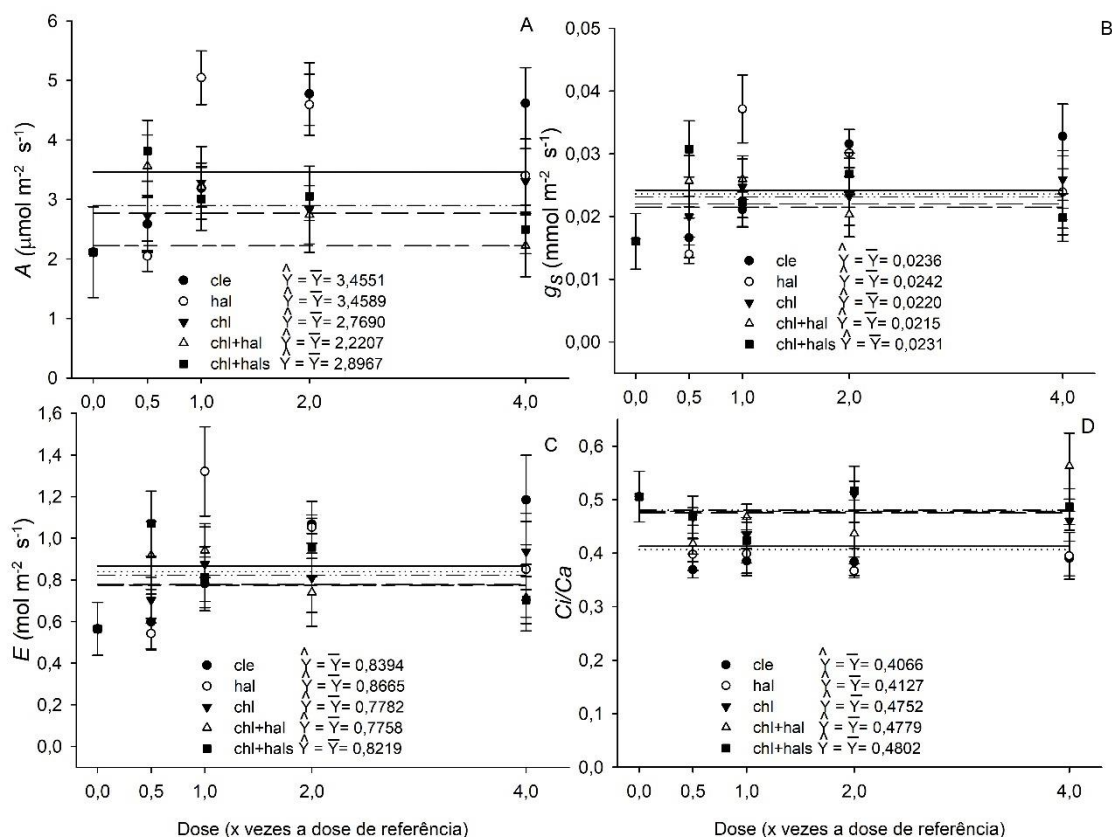 A
6
5
4
3
2
1
0
A (µmol m⁻² s⁻¹)
cle Ŷ = Ȳ= 3,4551
hal Ŷ = Ȳ= 3,4589
chl Ŷ = Ȳ= 2,7690
chl+hal Ŷ = Ȳ= 2,2207
chl+hals Ŷ = Ȳ= 2,8967
0,0 0,5 1,0 2,0 4,0
B
0,05
0,04
0,03
0,02
0,01
0,00
gs (mmol m⁻² s⁻¹)
cle Ŷ = Ȳ= 0,0236
hal Ŷ = Ȳ= 0,0242
chl Ŷ = Ȳ= 0,0220
chl+hal Ŷ = Ȳ= 0,0215
chl+hals Ŷ = Ȳ= 0,0231
0,0 0,5 1,0 2,0 4,0
C
1,6
1,4
1,2
1,0
0,8
0,6
0,4
0,2
0,0
E (mol m⁻² s⁻¹)
cle Ŷ = Ȳ= 0,8394
hal Ŷ = Ȳ= 0,8665
chl Ŷ = Ȳ= 0,7782
chl+hal Ŷ = Ȳ= 0,7758
chl+hals Ŷ = Ȳ= 0,8219
0,0 0,5 1,0 2,0 4,0
Dose (x vezes a dose de referência)
D
0,6
0,5
0,4
0,3
0,2
0,1
0,0
Ci/Ca
cle Ŷ = Ȳ= 0,4066
hal Ŷ = Ȳ= 0,4127
chl Ŷ = Ȳ= 0,4752
chl+hal Ŷ = Ȳ= 0,4779
chl+hals Ŷ = Ȳ= 0,4802
0,0 0,5 1,0 2,0 4,0
Dose (x vezes a dose de referência)